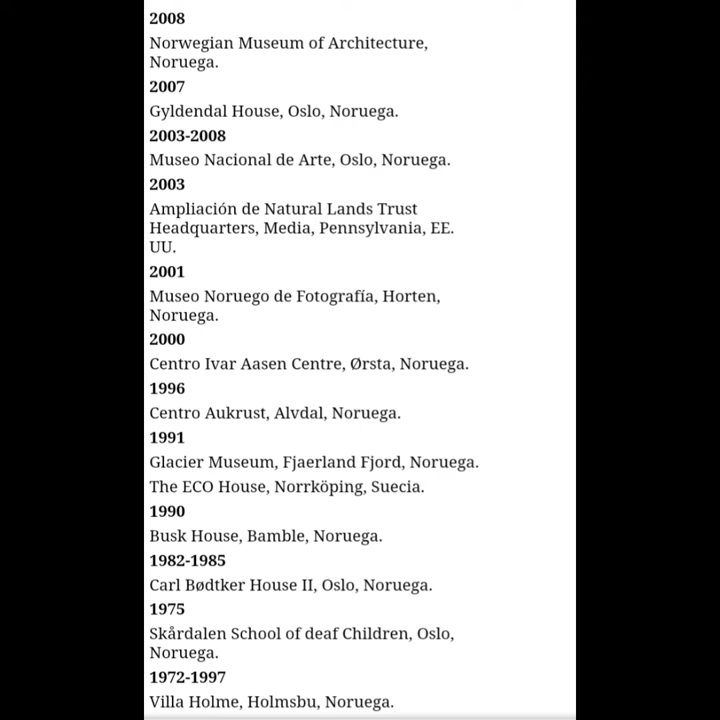 2008
Norwegian Museum of Architecture,
Noruega.
2007
Gyldendal House, Oslo, Noruega.
2003-2008
Museo Nacional de Arte, Oslo, Noruega.
2003
Ampliación de Natural Lands Trust
Headquarters, Media, Pennsylvania, EE.
UU.
2001
Museo Noruego de Fotografía, Horten,
Noruega.
2000
Centro Ivar Aasen Centre, Ørsta, Noruega.
1996
Centro Aukrust, Alvdal, Noruega.
1991
Glacier Museum, Fjaerland Fjord, Noruega.
The ECO House, Norrköping, Suecia.
1990
Busk House, Bamble, Noruega.
1982-1985
Carl Bødtker House II, Oslo, Noruega.
1975
Skårdalen School of deaf Children, Oslo,
Noruega.
1972-1997
Villa Holme, Holmsbu, Noruega.